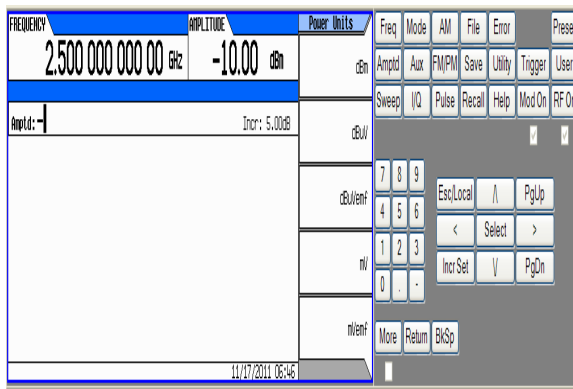 FREQUENCY
AMPLITUDE
2.500 000 000 00 GHz
-10.00 dBm
Amptd: -
Incr: 5.00dB
11/17/2011 06:46
Power Units
dBm
dBuV
dBuVemf
mV
mVemf
Freq Mode AM File Error Prese
Amptd Aux FM/PM Save Utility Trigger User
Sweep I/Q Pulse Recall Help Mod On RF On
7 8 9
4 5 6
1 2 3
0 . -
Esc/Local /\ PgUp
< Select >
Incr Set \/ PgDn
More Return BkSp